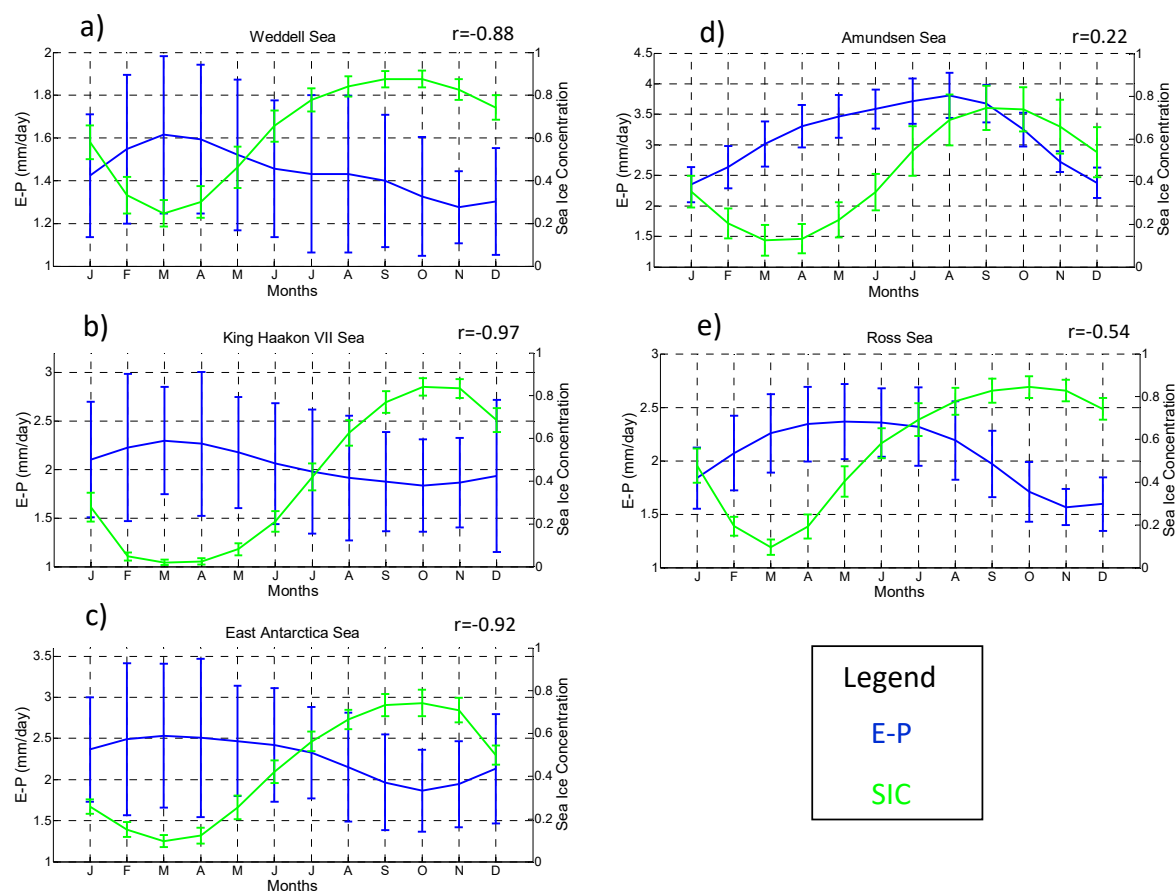 a)
Weddell Sea
r=-0.88
2
1.8
1.6
1.4
1.2
1
E-P (mm/day)
1
0.8
0.6
0.4
0.2
0
Sea Ice Concentration
J F M A M J J A S O N D
Months
b)
King Haakon VII Sea
r=-0.97
3
2.5
2
1.5
1
E-P (mm/day)
1
0.8
0.6
0.4
0.2
0
Sea Ice Concentration
J F M A M J J A S O N D
Months
c)
East Antarctica Sea
r=-0.92
3.5
3
2.5
2
1.5
1
E-P (mm/day)
1
0.8
0.6
0.4
0.2
0
Sea Ice Concentration
J F M A M J J A S O N D
Months
d)
Amundsen Sea
r=0.22
4.5
4
3.5
3
2.5
2
1.5
1
E-P (mm/day)
1
0.8
0.6
0.4
0.2
0
Sea Ice Concentration
J F M A M J J A S O N D
Months
e)
Ross Sea
r=-0.54
3
2.5
2
1.5
1
E-P (mm/day)
1
0.8
0.6
0.4
0.2
0
Sea Ice Concentration
J F M A M J J A S O N D
Months
Legend
E-P
SIC